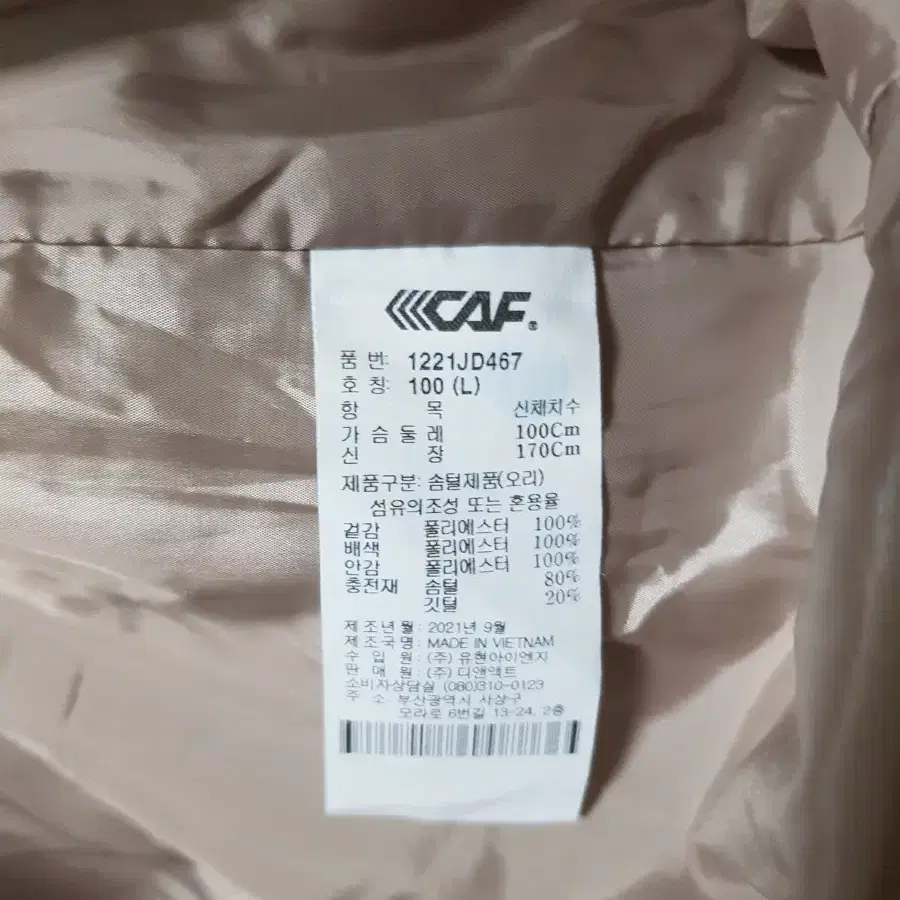 CAF®
품 번: 1221JD467
호 칭: 100 (L)
항 목 신체치수
가 슴 둘 레 100Cm
신 장 170Cm
제품구분: 솜털제품(오리)
섬유의조성 또는 혼용율
겉감 폴리에스터 100%
배색 폴리에스터 100%
안감 폴리에스터 100%
충전재 솜털 80%
깃털 20%
제 조 년 월 : 2021년 9월
제 조 국 명 : MADE IN VIETNAM
수 입 원 : (주) 유현아이엔지
판 매 원 : (주) 디앤액트
소비자상담실 (080)310-0123
주 소 : 부산광역시 사상구
모라로 6번길 13-24, 2층